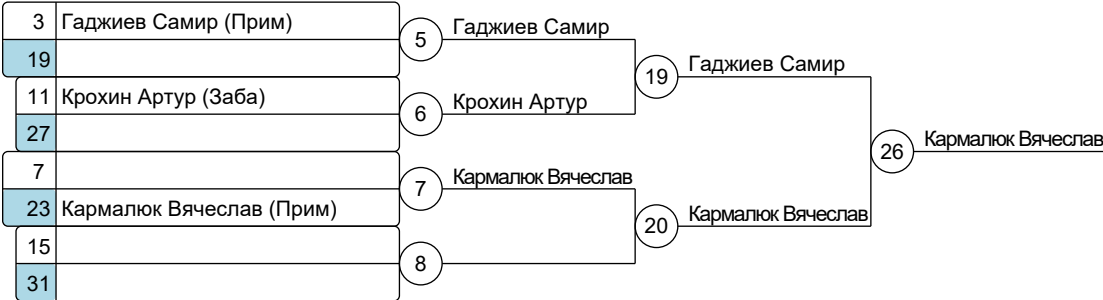 3 Гаджиев Самир (Прим)
19
11 Крохин Артур (Заба)
27
7
23 Кармалюк Вячеслав (Прим)
15
31
5 Гаджиев Самир
6 Крохин Артур
7 Кармалюк Вячеслав
8
19 Гаджиев Самир
20 Кармалюк Вячеслав
26 Кармалюк Вячеслав